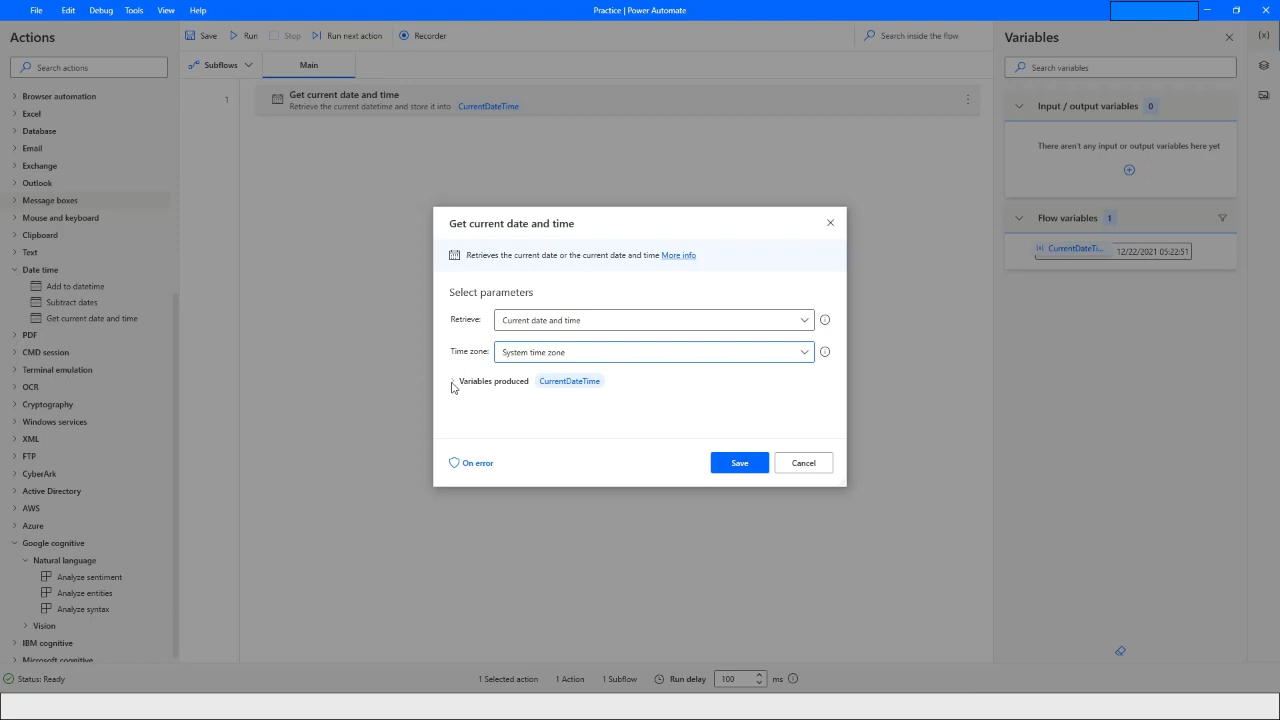 File Edit Debug Tools View Help
Practice | Power Automate
Actions
Search actions
Browser automation
Excel
Database
Email
Exchange
Outlook
Message boxes
Mouse and keyboard
Clipboard
Text
Date time
Add to datetime
Subtract dates
Get current date and time
PDF
CMD session
Terminal emulation
OCR
Cryptography
Windows services
XML
FTP
CyberArk
Active Directory
AWS
Azure
Google cognitive
Natural language
Analyze sentiment
Analyze entities
Analyze syntax
Vision
IBM cognitive
Microsoft cognitive
Save Run Stop Run next action Recorder
Search inside the flow
Subflows Main
1
Get current date and time
Retrieve the current datetime and store it into CurrentDateTime
Get current date and time
Retrieves the current date or the current date and time More info
Select parameters
Retrieve: Current date and time
Time zone: System time zone
Variables produced CurrentDateTime
On error Save Cancel
Variables
{x}
Search variables
Input / output variables 0
There aren't any input or output variables here yet
Flow variables 1
{x} CurrentDateTi... 12/22/2021 05:22:51
Status: Ready 1 Selected action 1 Action 1 Subflow Run delay 100 ms